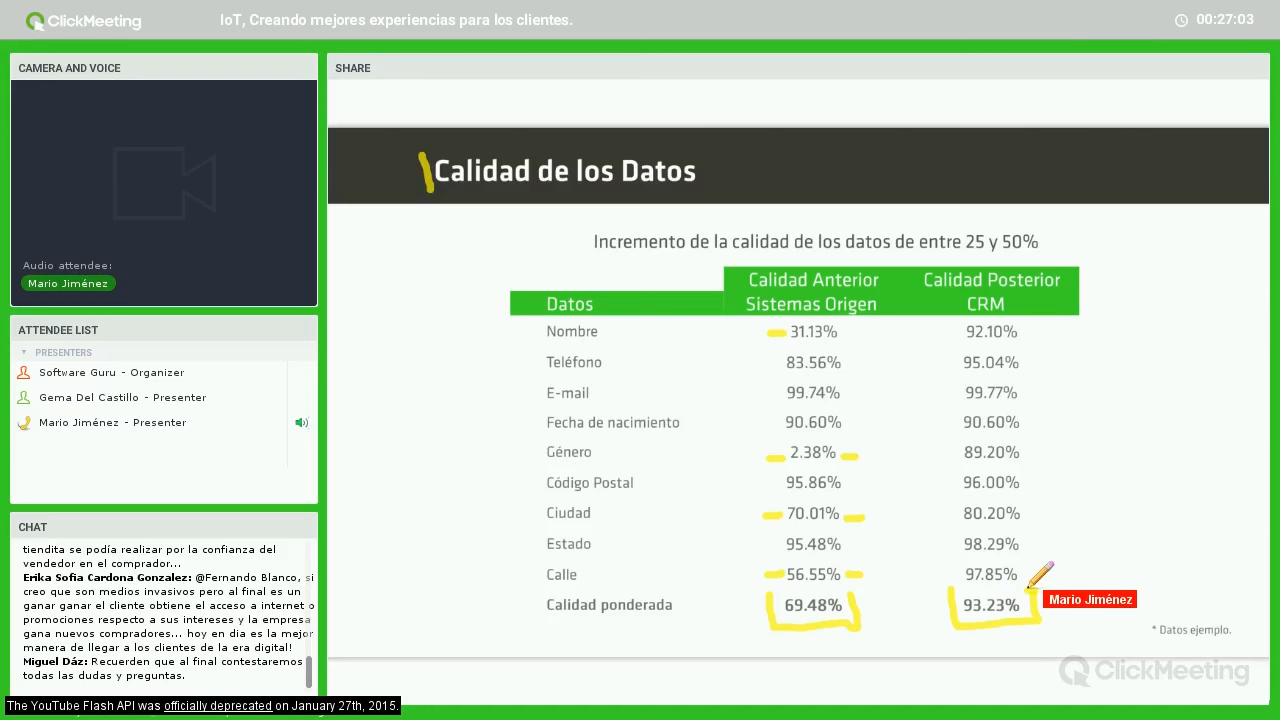 ClickMeeting
IoT, Creando mejores experiencias para los clientes.
00:27:03
CAMERA AND VOICE
Audio attendee:
Mario Jiménez
ATTENDEE LIST
PRESENTERS
Software Guru - Organizer
Gema Del Castillo - Presenter
Mario Jiménez - Presenter
CHAT
tiendita se podía realizar por la confianza del
vendedor en el comprador...
Erika Sofia Cardona Gonzalez: @Fernando Blanco, si
creo que son medios invasivos pero al final es un
ganar ganar el cliente obtiene el acceso a internet o
promociones respecto a sus intereses y la empresa
gana nuevos compradores... hoy en dia es la mejor
manera de llegar a los clientes de la era digital!
Miguel Dáz: Recuerden que al final contestaremos
todas las dudas y preguntas.
The YouTube Flash API was officially deprecated on January 27th, 2015.
SHARE
Calidad de los Datos
Incremento de la calidad de los datos de entre 25 y 50%
Datos Calidad Anterior Sistemas Origen Calidad Posterior CRM
Nombre 31.13% 92.10%
Teléfono 83.56% 95.04%
E-mail 99.74% 99.77%
Fecha de nacimiento 90.60% 90.60%
Género 2.38% 89.20%
Código Postal 95.86% 96.00%
Ciudad 70.01% 80.20%
Estado 95.48% 98.29%
Calle 56.55% 97.85%
Calidad ponderada 69.48% 93.23%
Mario Jiménez
* Datos ejemplo.
ClickMeeting